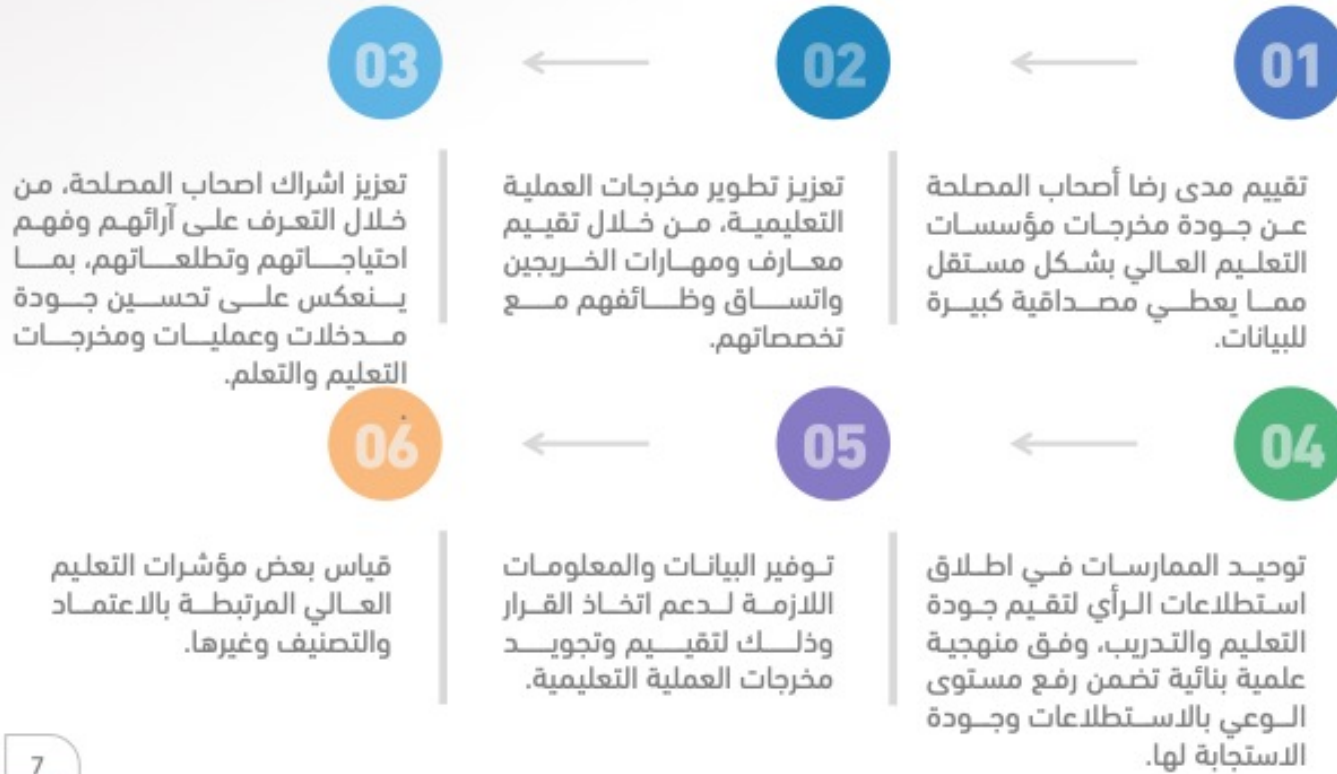 01
تقييم مدى رضا أصحاب المصلحة
عن جودة مخرجات مؤسسات
التعليم العالي بشكل مستقل
مما يعطي مصداقية كبيرة
للبيانات.
02
تعزيز تطوير مخرجات العملية
التعليمية، من خلال تقييم
معارف ومهارات الخريجين
واتساق وظائفهم مع
تخصصاتهم.
03
تعزيز اشراك اصحاب المصلحة، من
خلال التعرف على آرائهم وفهم
احتياجاتهم وتطلعاتهم، بما
ينعكس على تحسين جودة
مدخلات وعمليات ومخرجات
التعليم والتعلم.
04
توحيد الممارسات في اطلاق
استطلاعات الرأي لتقيم جودة
التعليم والتدريب، وفق منهجية
علمية بنائية تضمن رفع مستوى
الوعي بالاستطلاعات وجودة
الاستجابة لها.
05
توفير البيانات والمعلومات
اللازمة لدعم اتخاذ القرار
وذلك لتقييم وتجويد
مخرجات العملية التعليمية.
06
قياس بعض مؤشرات التعليم
العالي المرتبطة بالاعتماد
والتصنيف وغيرها.
7